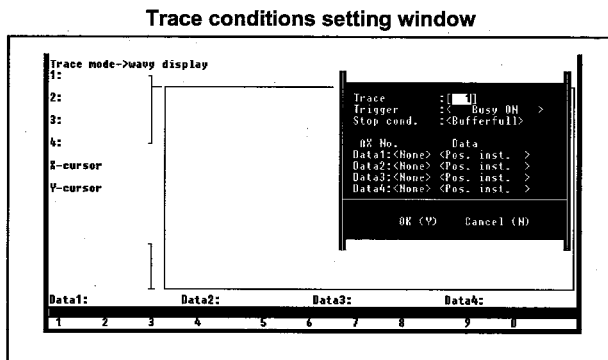 Trace conditions setting window
Trace mode->wavy display
1:
2:
3:
4:
X-cursor
Y-cursor
Trace :[ 1]
Trigger :< Busy ON >
Stop cond. :<Bufferfull>
AX No. Data
Data1:<None> <Pos. inst. >
Data2:<None> <Pos. inst. >
Data3:<None> <Pos. inst. >
Data4:<None> <Pos. inst. >
OK (Y) Cancel (N)
Data1: Data2: Data3: Data4:
1 2 3 4 5 6 7 8 9 0